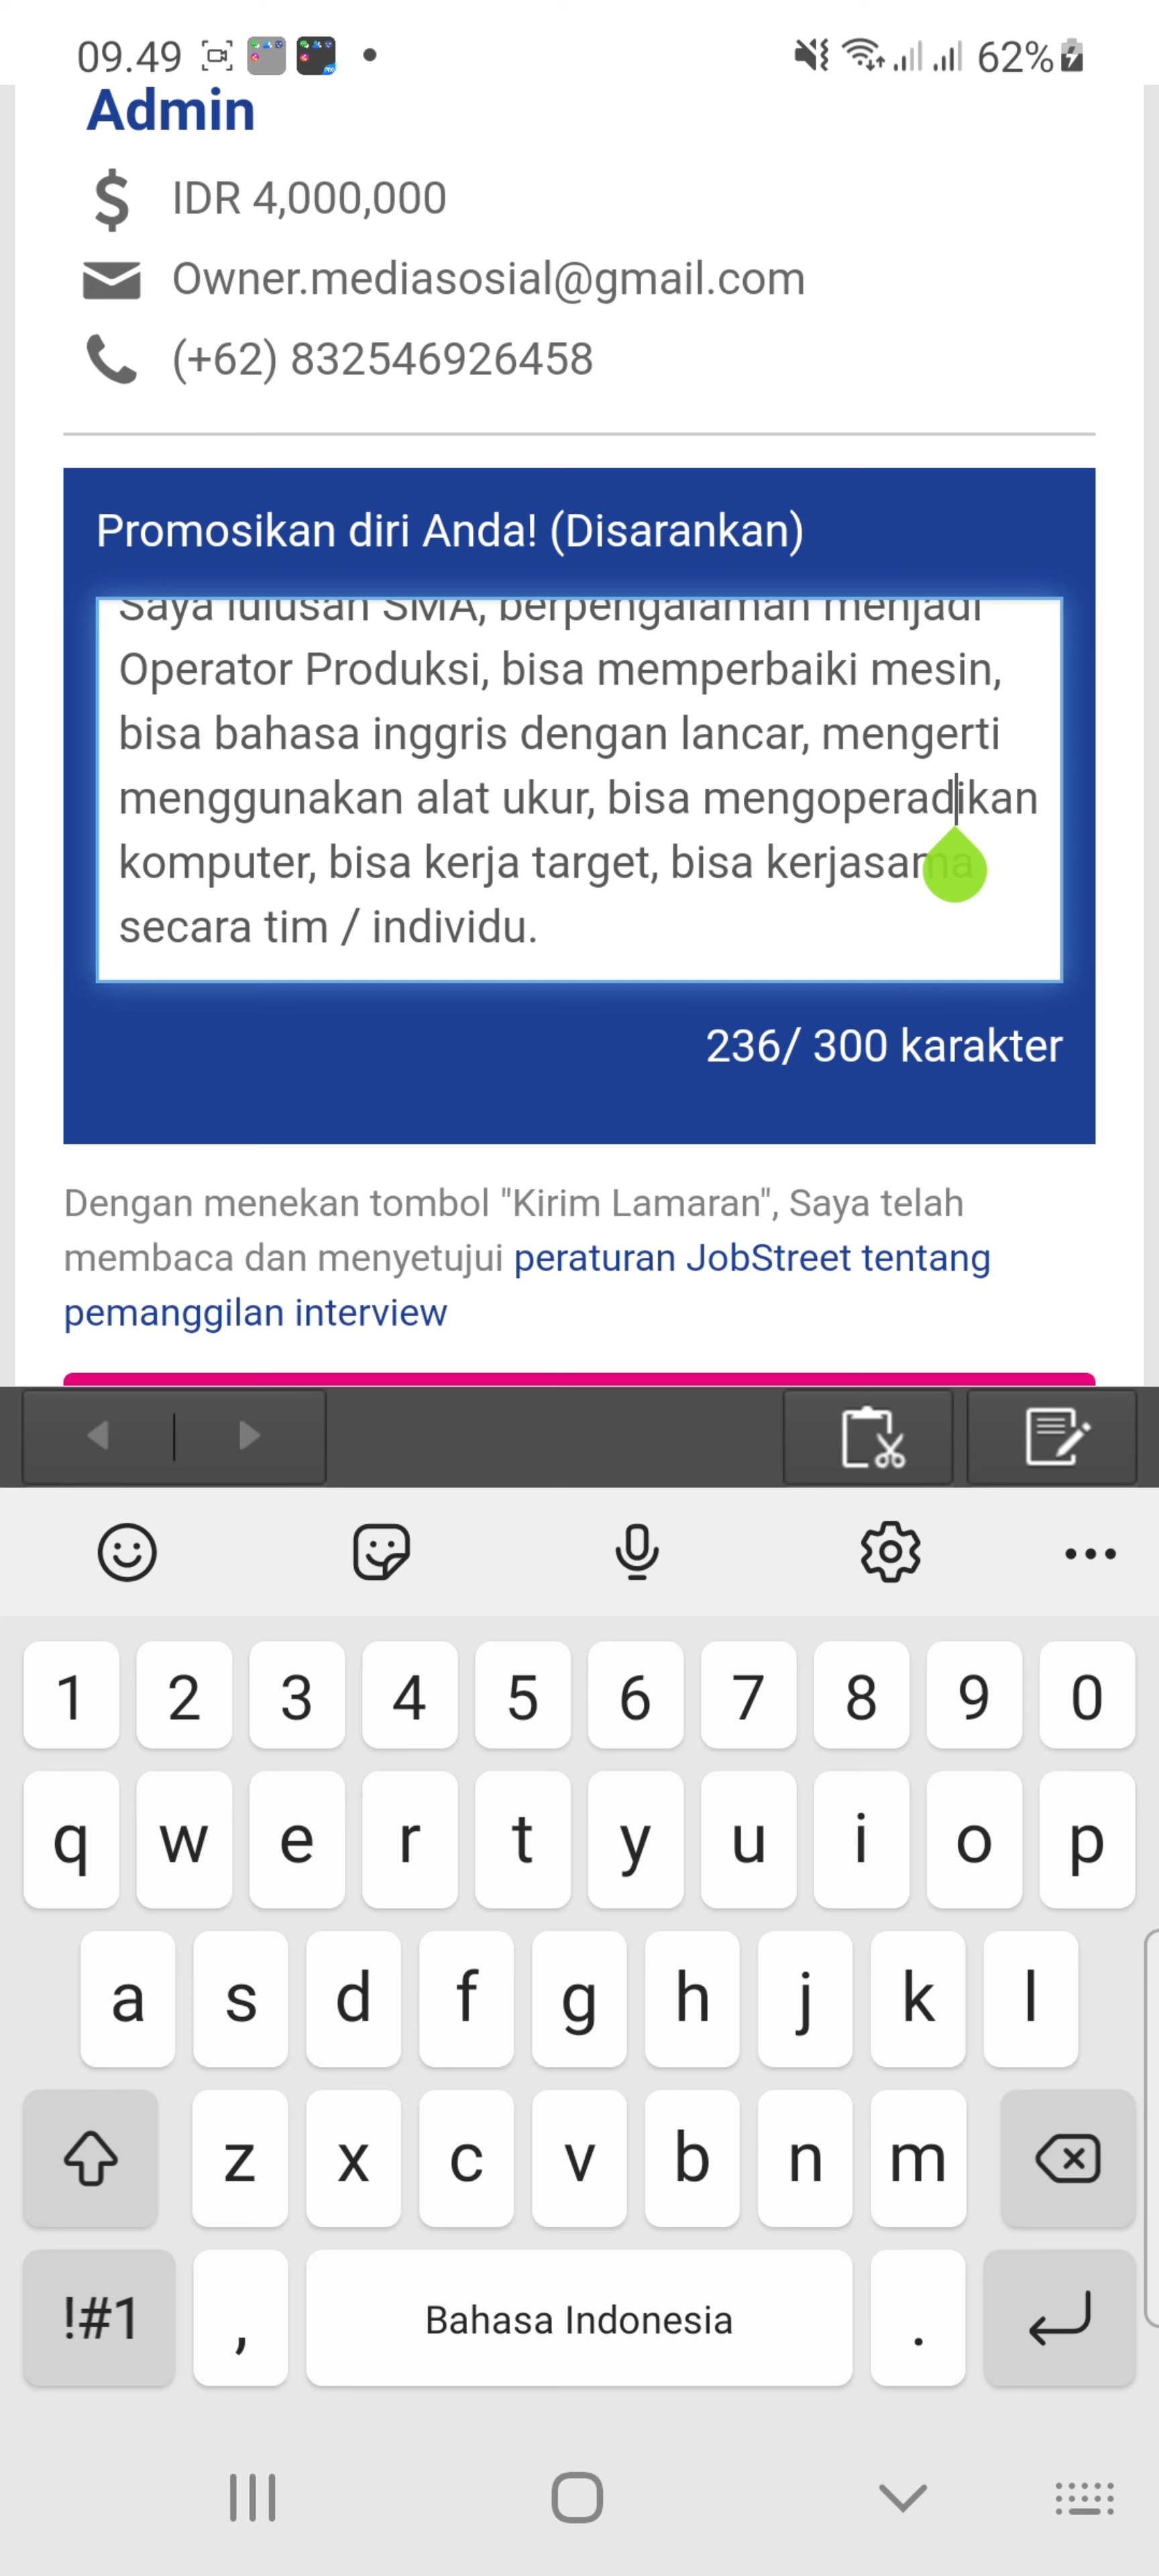 09.49
62%
Admin
IDR 4,000,000
Owner.mediasosial@gmail.com
(+62) 832546926458
Promosikan diri Anda! (Disarankan)
Saya lulusan SMA, berpengalaman menjadi
Operator Produksi, bisa memperbaiki mesin,
bisa bahasa inggris dengan lancar, mengerti
menggunakan alat ukur, bisa mengoperadikan
komputer, bisa kerja target, bisa kerjasama
secara tim / individu.
236/ 300 karakter
Dengan menekan tombol "Kirim Lamaran", Saya telah
membaca dan menyetujui peraturan JobStreet tentang
pemanggilan interview
1 2 3 4 5 6 7 8 9 0
q w e r t y u i o p
a s d f g h j k l
z x c v b n m
!#1 , Bahasa Indonesia .